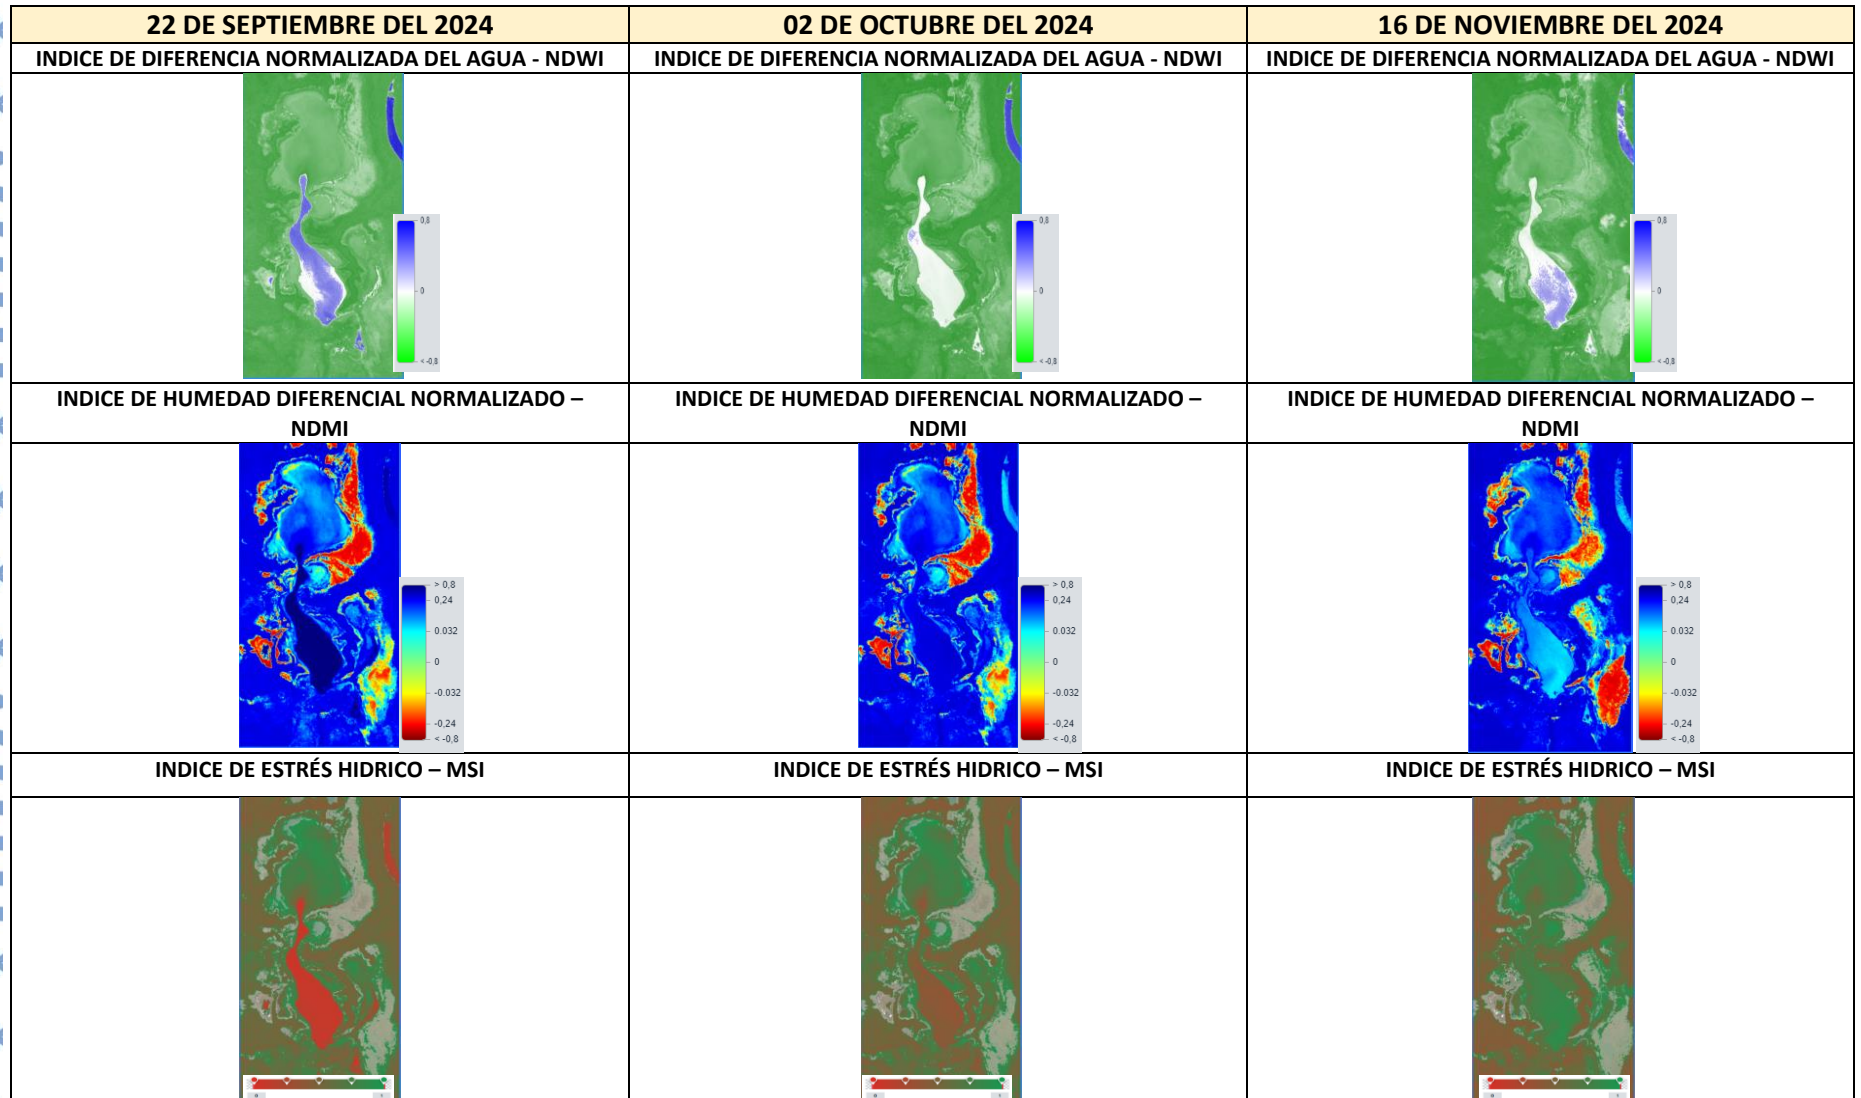 22 DE SEPTIEMBRE DEL 2024
02 DE OCTUBRE DEL 2024
16 DE NOVIEMBRE DEL 2024
INDICE DE DIFERENCIA NORMALIZADA DEL AGUA - NDWI
INDICE DE DIFERENCIA NORMALIZADA DEL AGUA - NDWI
INDICE DE DIFERENCIA NORMALIZADA DEL AGUA - NDWI
0,8
0
< -0,8
0,8
0
< -0,8
0,8
0
< -0,8
INDICE DE HUMEDAD DIFERENCIAL NORMALIZADO –
NDMI
INDICE DE HUMEDAD DIFERENCIAL NORMALIZADO –
NDMI
INDICE DE HUMEDAD DIFERENCIAL NORMALIZADO –
NDMI
> 0,8
0,24
0.032
0
-0.032
-0,24
< -0,8
> 0,8
0,24
0.032
0
-0.032
-0,24
< -0,8
> 0,8
0,24
0.032
0
-0.032
-0,24
< -0,8
INDICE DE ESTRÉS HIDRICO – MSI
INDICE DE ESTRÉS HIDRICO – MSI
INDICE DE ESTRÉS HIDRICO – MSI